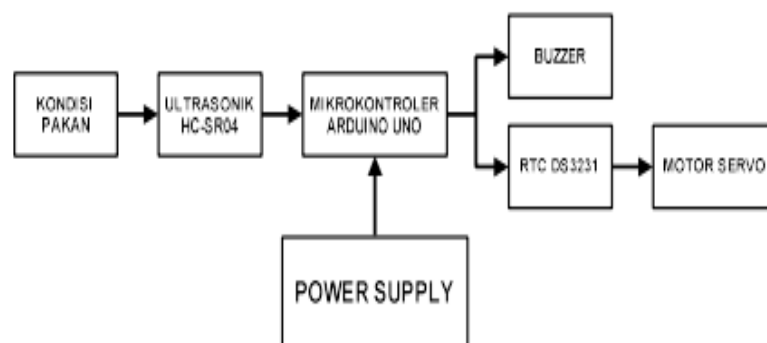 KONDISI
PAKAN
ULTRASONIK
HC-SR04
MIKROKONTROLER
ARDUINO UNO
BUZZER
RTC DS3231
MOTOR SERVO
POWER SUPPLY